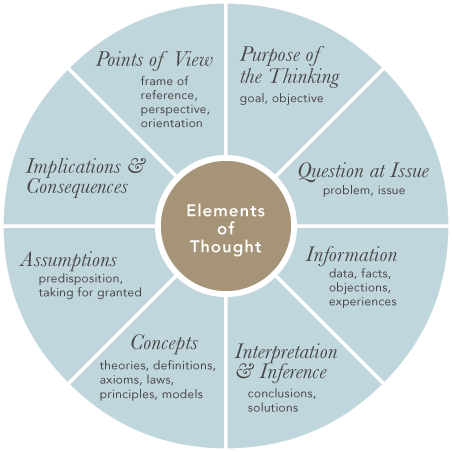 Points of View
frame of
reference,
perspective,
orientation
Purpose of
the Thinking
goal, objective
Question at Issue
problem, issue
Information
data, facts,
objections,
experiences
Interpretation
& Inference
conclusions,
solutions
Concepts
theories, definitions,
axioms, laws,
principles, models
Assumptions
predisposition,
taking for granted
Implications &
Consequences
Elements
of
Thought